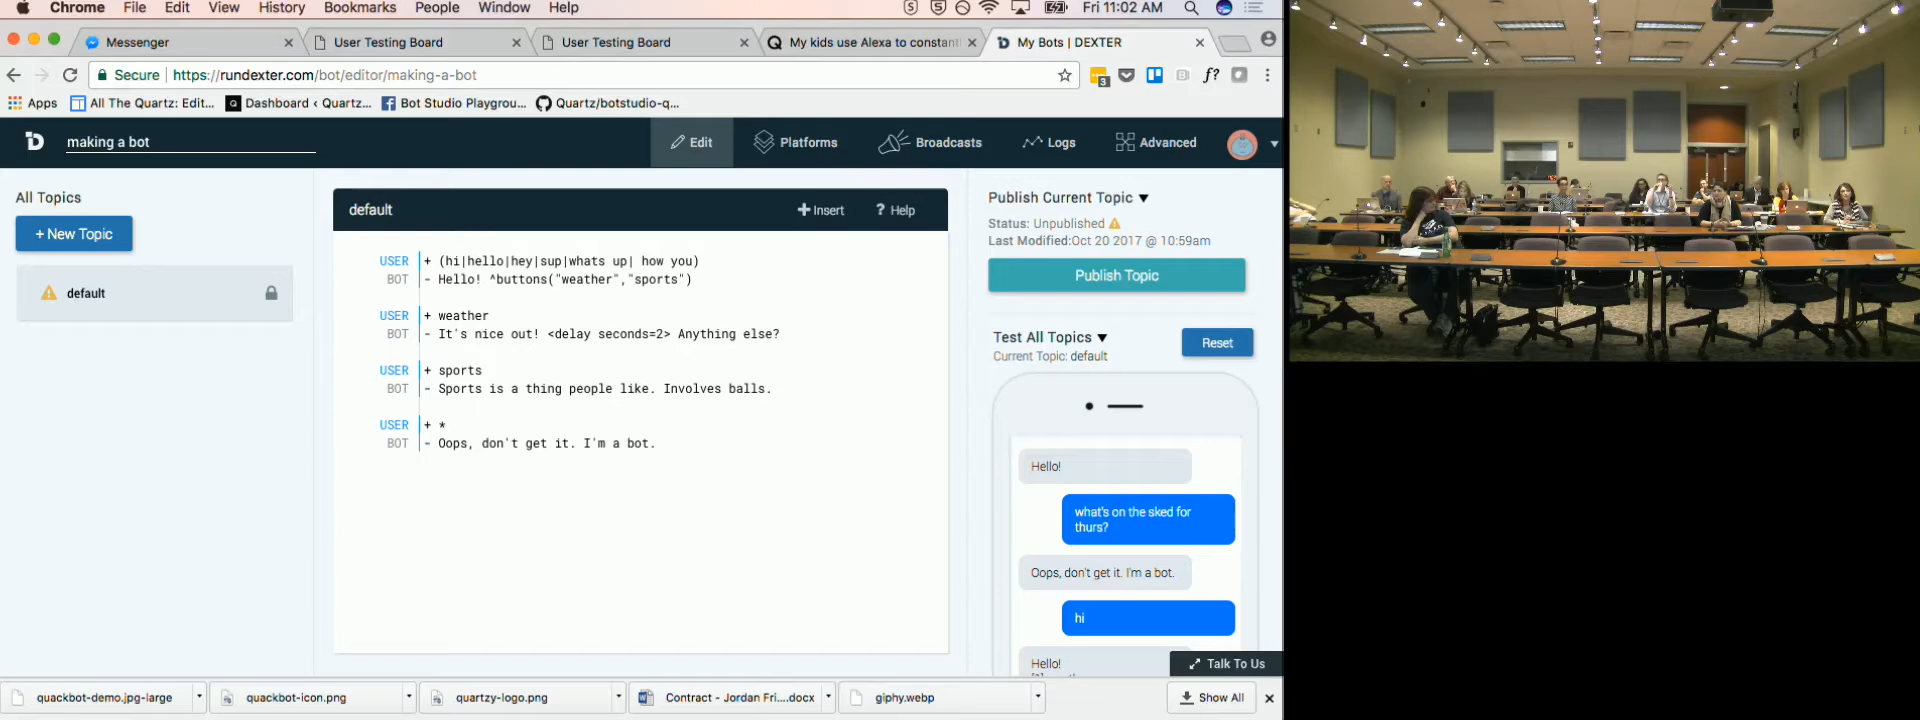 Chrome File Edit View History Bookmarks People Window Help Fri 11:02 AM
Messenger User Testing Board User Testing Board My kids use Alexa to constant My Bots | DEXTER
Secure https://rundexter.com/bot/editor/making-a-bot 3 f?
Apps All The Quartz: Edit... Dashboard ‹ Quartz... Bot Studio Playgrou... Quartz/botstudio-q...
making a bot Edit Platforms Broadcasts Logs Advanced
All Topics
+ New Topic
default
default + Insert ? Help
USER + (hi|hello|hey|sup|whats up| how you)
BOT - Hello! ^buttons("weather","sports")
USER + weather
BOT - It's nice out! <delay seconds=2> Anything else?
USER + sports
BOT - Sports is a thing people like. Involves balls.
USER + *
BOT - Oops, don't get it. I'm a bot.
Publish Current Topic
Status: Unpublished
Last Modified:Oct 20 2017 @ 10:59am
Publish Topic
Test All Topics
Current Topic: default
Reset
Hello!
what's on the sked for
thurs?
Oops, don't get it. I'm a bot.
hi
Hello!
Talk To Us
quackbot-demo.jpg-large quackbot-icon.png quartzy-logo.png Contract - Jordan Fri....docx giphy.webp Show All